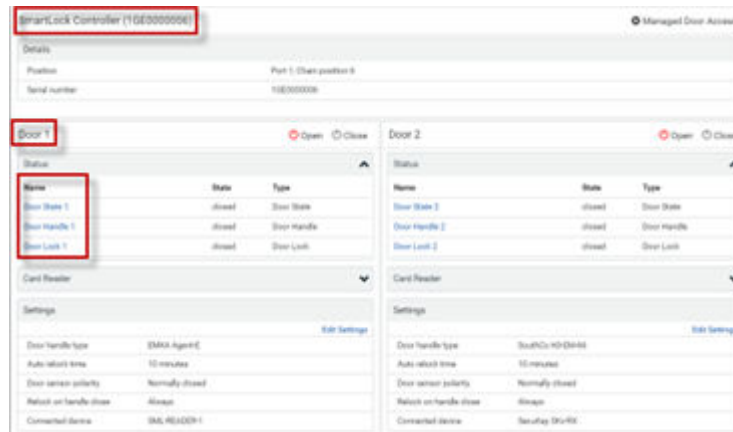 SmartLock Controller (1GE0000006)
Managed Door Access
Details
Position Port 1, Chain position 6
Serial number 1GE0000006
Door 1
Open Close
Status
Name State Type
Door State 1 closed Door State
Door Handle 1 closed Door Handle
Door Lock 1 closed Door Lock
Card Reader
Settings
Edit Settings
Door handle type EMKA Agent-E
Auto relock time 10 minutes
Door sensor polarity Normally closed
Relock on handle close Always
Connected device SML-READER-1
Door 2
Open Close
Status
Name State Type
Door State 2 closed Door State
Door Handle 2 closed Door Handle
Door Lock 2 closed Door Lock
Card Reader
Settings
Edit Settings
Door handle type
Auto relock time 10 minutes
Door sensor polarity Normally closed
Relock on handle close Always
Connected device